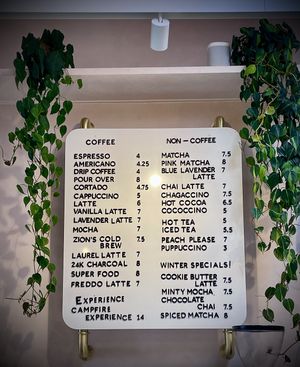 COFFEE
ESPRESSO 4
AMERICANO 4.25
DRIP COFFEE 4
POUR OVER 8
CORTADO 4.75
CAPPUCCINO 5
LATTE 6
VANILLA LATTE 7
LAVENDER LATTE 7
MOCHA 7
ZION'S COLD BREW 7.5
LAUREL LATTE 7
24K CHARCOAL 8
SUPER FOOD 8
FREDDO LATTE 7
EXPERIENCE
CAMPFIRE
EXPERIENCE 14
NON-COFFEE
MATCHA 7.5
PINK MATCHA 8
BLUE LAVENDER 8
LATTE 7
CHAI LATTE 7
CHAGACCINO 7.5
HOT COCOA 6.5
COCOCCINO 5
HOT TEA 5
ICED TEA 5.5
PEACH PLEASE 7
PUPPUCCINO 3
WINTER SPECIALS!
COOKIE BUTTER
LATTE 7.5
MINTY MOCHA 7.5
CHOCOLATE
CHAI 7.5
SPICED MATCHA 8